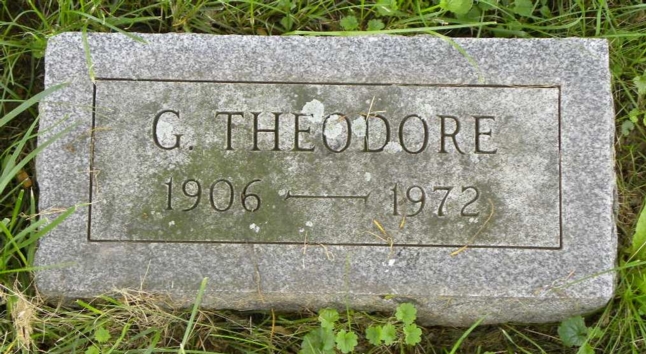 G. THEODORE
1906 — 1972